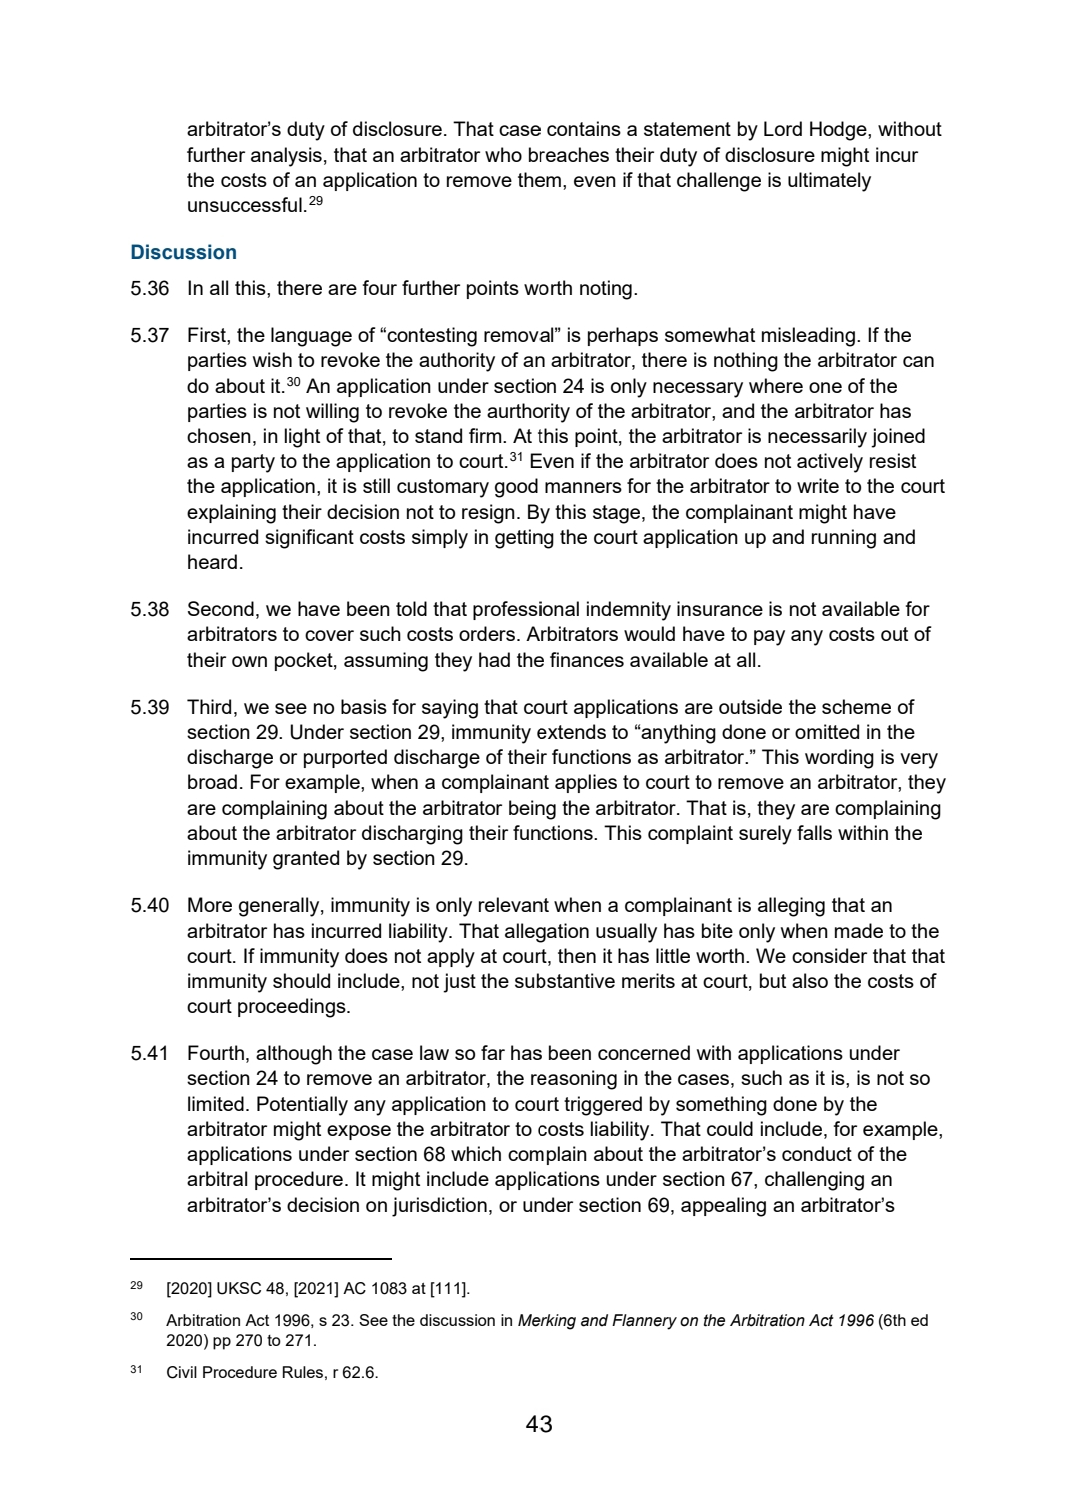 arbitrator’s duty of disclosure. That case contains a statement by Lord Hodge, without
further analysis, that an arbitrator who breaches their duty of disclosure might incur
the costs of an application to remove them, even if that challenge is ultimately
unsuccessful.29
Discussion
5.36 In all this, there are four further points worth noting.
5.37 First, the language of “contesting removal” is perhaps somewhat misleading. If the
parties wish to revoke the authority of an arbitrator, there is nothing the arbitrator can
do about it.30 An application under section 24 is only necessary where one of the
parties is not willing to revoke the aurthority of the arbitrator, and the arbitrator has
chosen, in light of that, to stand firm. At this point, the arbitrator is necessarily joined
as a party to the application to court.31 Even if the arbitrator does not actively resist
the application, it is still customary good manners for the arbitrator to write to the court
explaining their decision not to resign. By this stage, the complainant might have
incurred significant costs simply in getting the court application up and running and
heard.
5.38 Second, we have been told that professional indemnity insurance is not available for
arbitrators to cover such costs orders. Arbitrators would have to pay any costs out of
their own pocket, assuming they had the finances available at all.
5.39 Third, we see no basis for saying that court applications are outside the scheme of
section 29. Under section 29, immunity extends to “anything done or omitted in the
discharge or purported discharge of their functions as arbitrator.” This wording is very
broad. For example, when a complainant applies to court to remove an arbitrator, they
are complaining about the arbitrator being the arbitrator. That is, they are complaining
about the arbitrator discharging their functions. This complaint surely falls within the
immunity granted by section 29.
5.40 More generally, immunity is only relevant when a complainant is alleging that an
arbitrator has incurred liability. That allegation usually has bite only when made to the
court. If immunity does not apply at court, then it has little worth. We consider that that
immunity should include, not just the substantive merits at court, but also the costs of
court proceedings.
5.41 Fourth, although the case law so far has been concerned with applications under
section 24 to remove an arbitrator, the reasoning in the cases, such as it is, is not so
limited. Potentially any application to court triggered by something done by the
arbitrator might expose the arbitrator to costs liability. That could include, for example,
applications under section 68 which complain about the arbitrator’s conduct of the
arbitral procedure. It might include applications under section 67, challenging an
arbitrator’s decision on jurisdiction, or under section 69, appealing an arbitrator’s
29 [2020] UKSC 48, [2021] AC 1083 at [111].
30 Arbitration Act 1996, s 23. See the discussion in Merking and Flannery on the Arbitration Act 1996 (6th ed
2020) pp 270 to 271.
31 Civil Procedure Rules, r 62.6.
43